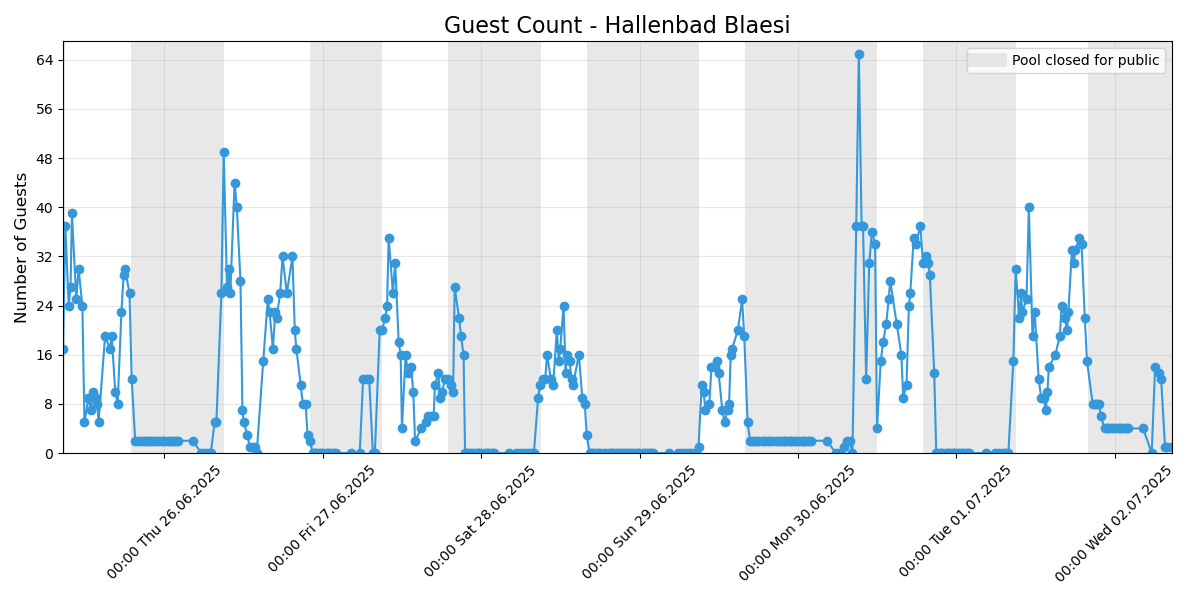 Guest Count - Hallenbad Blaesi
Pool closed for public
Number of Guests
64
56
48
40
32
24
16
8
0
00:00 Thu 26.06.2025
00:00 Fri 27.06.2025
00:00 Sat 28.06.2025
00:00 Sun 29.06.2025
00:00 Mon 30.06.2025
00:00 Tue 01.07.2025
00:00 Wed 02.07.2025